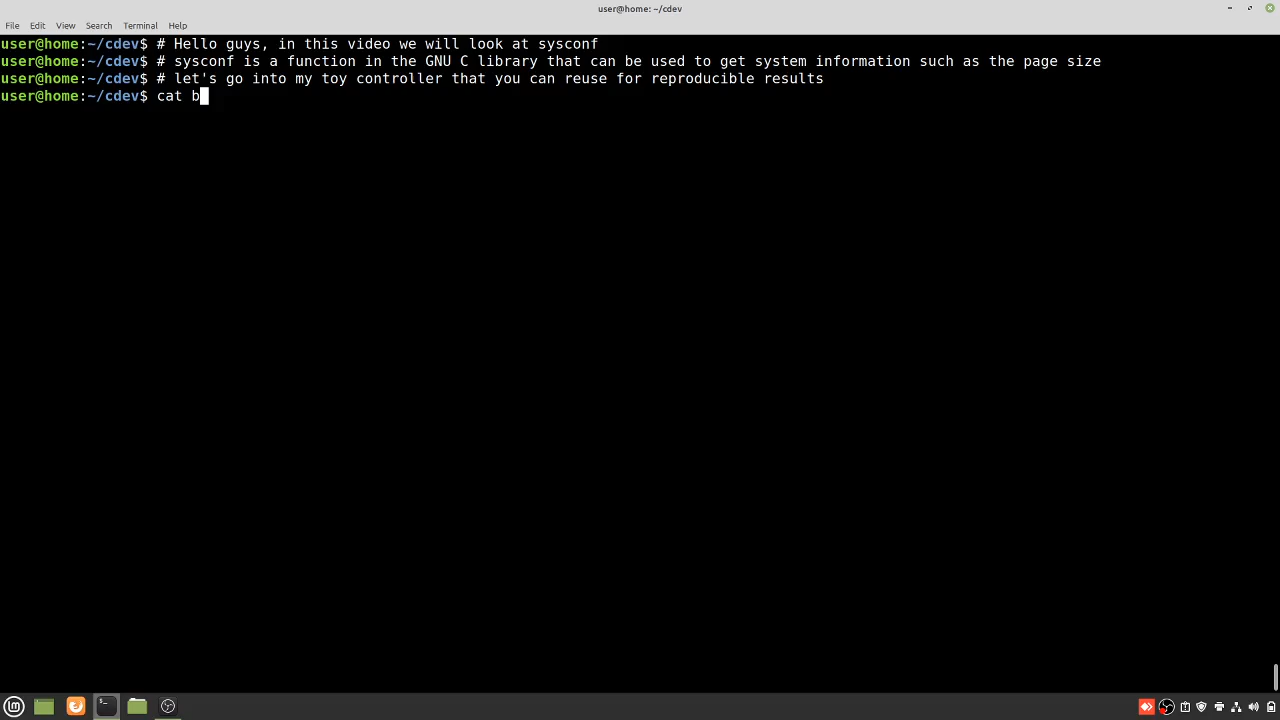 user@home: ~/cdev
File Edit View Search Terminal Help
user@home:~/cdev$ # Hello guys, in this video we will look at sysconf
user@home:~/cdev$ # sysconf is a function in the GNU C library that can be used to get system information such as the page size
user@home:~/cdev$ # let's go into my toy controller that you can reuse for reproducible results
user@home:~/cdev$ cat b